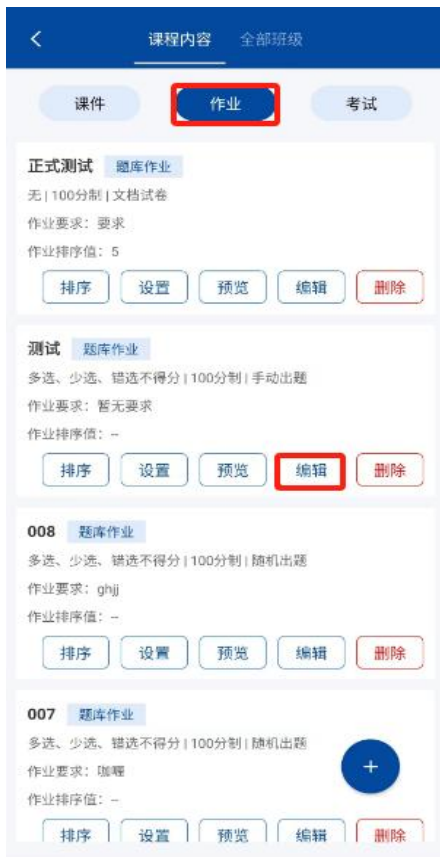 课程内容 全部班级
课件 作业 考试
正式测试 题库作业
无 | 100分制 | 文档试卷
作业要求：要求
作业排序值：5
排序 设置 预览 编辑 删除
测试 题库作业
多选、少选、错选不得分 | 100分制 | 手动出题
作业要求：暂无要求
作业排序值：--
排序 设置 预览 编辑 删除
008 题库作业
多选、少选、错选不得分 | 100分制 | 随机出题
作业要求：ghjj
作业排序值：--
排序 设置 预览 编辑 删除
007 题库作业
多选、少选、错选不得分 | 100分制 | 随机出题
作业要求：咖喱
作业排序值：--
排序 设置 预览 编辑 删除